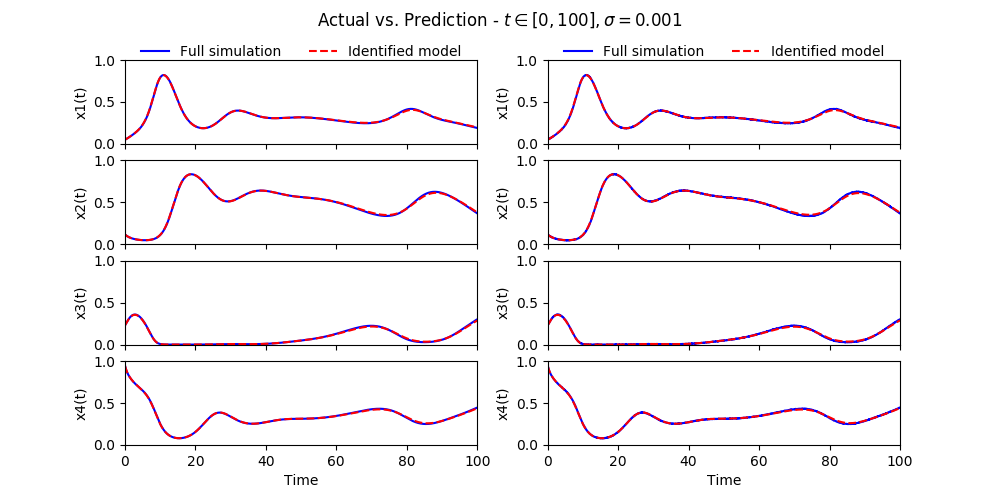 Actual vs. Prediction - t ∈ [0, 100], σ = 0.001
Full simulation Identified model Full simulation Identified model
1.0 1.0
x1(t) 0.5 x1(t) 0.5
0.0 0.0
1.0 1.0
x2(t) 0.5 x2(t) 0.5
0.0 0.0
1.0 1.0
x3(t) 0.5 x3(t) 0.5
0.0 0.0
1.0 1.0
x4(t) 0.5 x4(t) 0.5
0.0 0.0
0 20 40 60 80 100 0 20 40 60 80 100
Time Time